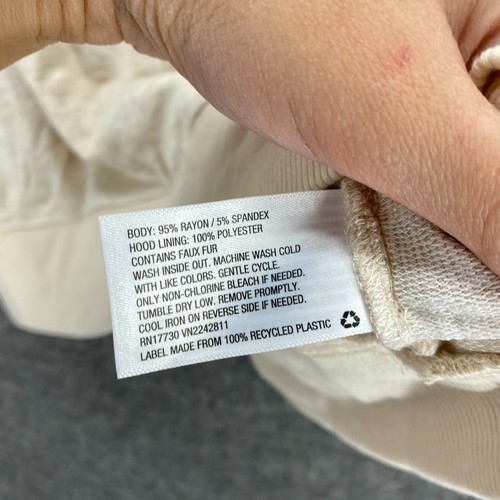 BODY: 95% RAYON / 5% SPANDEX
HOOD LINING: 100% POLYESTER
CONTAINS FAUX FUR
WASH INSIDE OUT. MACHINE WASH COLD
WITH LIKE COLORS. GENTLE CYCLE.
ONLY NON-CHLORINE BLEACH IF NEEDED.
TUMBLE DRY LOW. REMOVE PROMPTLY.
COOL IRON ON REVERSE SIDE IF NEEDED.
RN17730 VN2242811
LABEL MADE FROM 100% RECYCLED PLASTIC